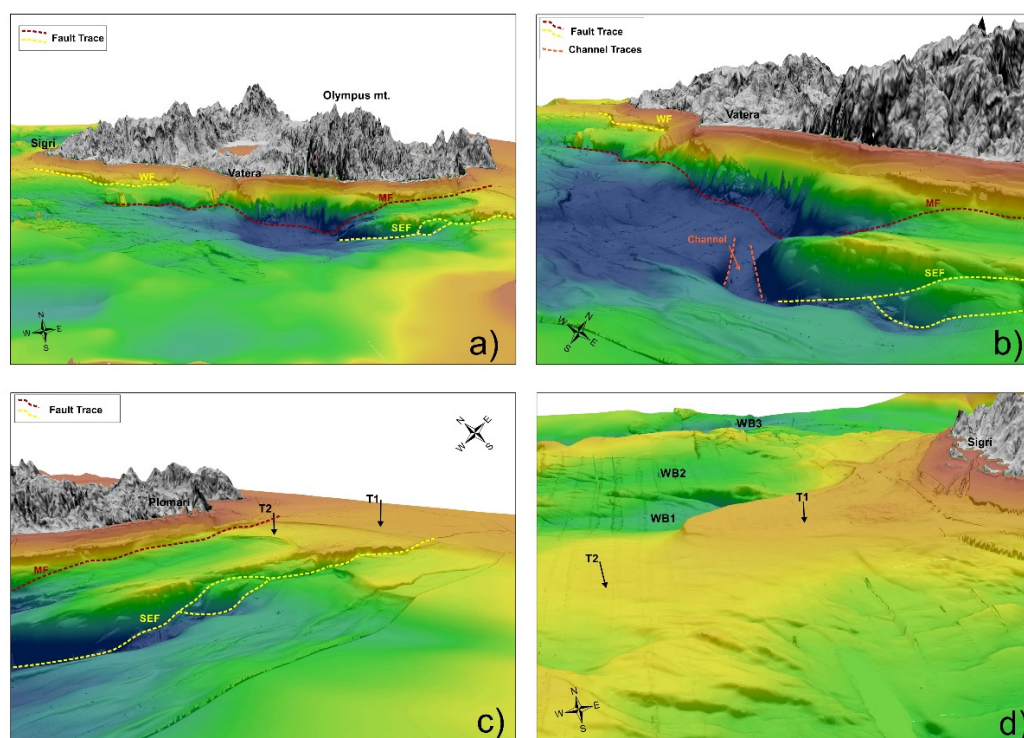 Fault Trace
Olympus mt.
Sigri
WF
Vatera
MF
SEF
N
W
E
S
a)
Fault Trace
Channel Traces
Vatera
WF
MF
Channel
SEF
N
W
E
S
b)
Fault Trace
N
E
W
S
Plomari
T1
T2
MF
SEF
c)
WB3
Sigri
WB2
T1
WB1
T2
N
W
E
S
d)